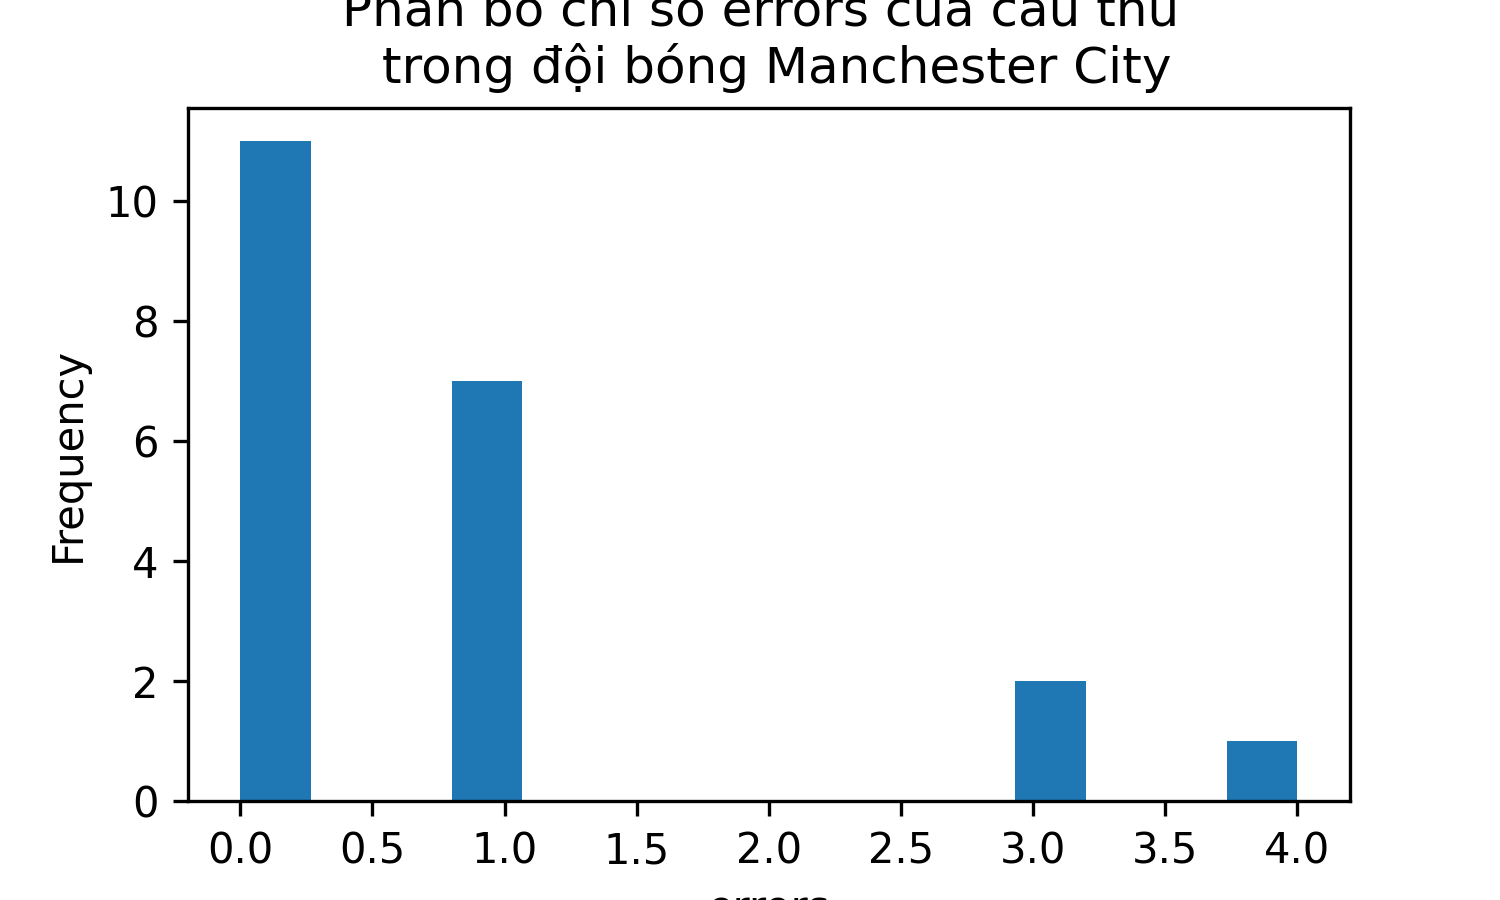 Phân bố chỉ số errors của cầu thủ
trong đội bóng Manchester City
10
8
6
4
2
0
Frequency
0.0 0.5 1.0 1.5 2.0 2.5 3.0 3.5 4.0
errors